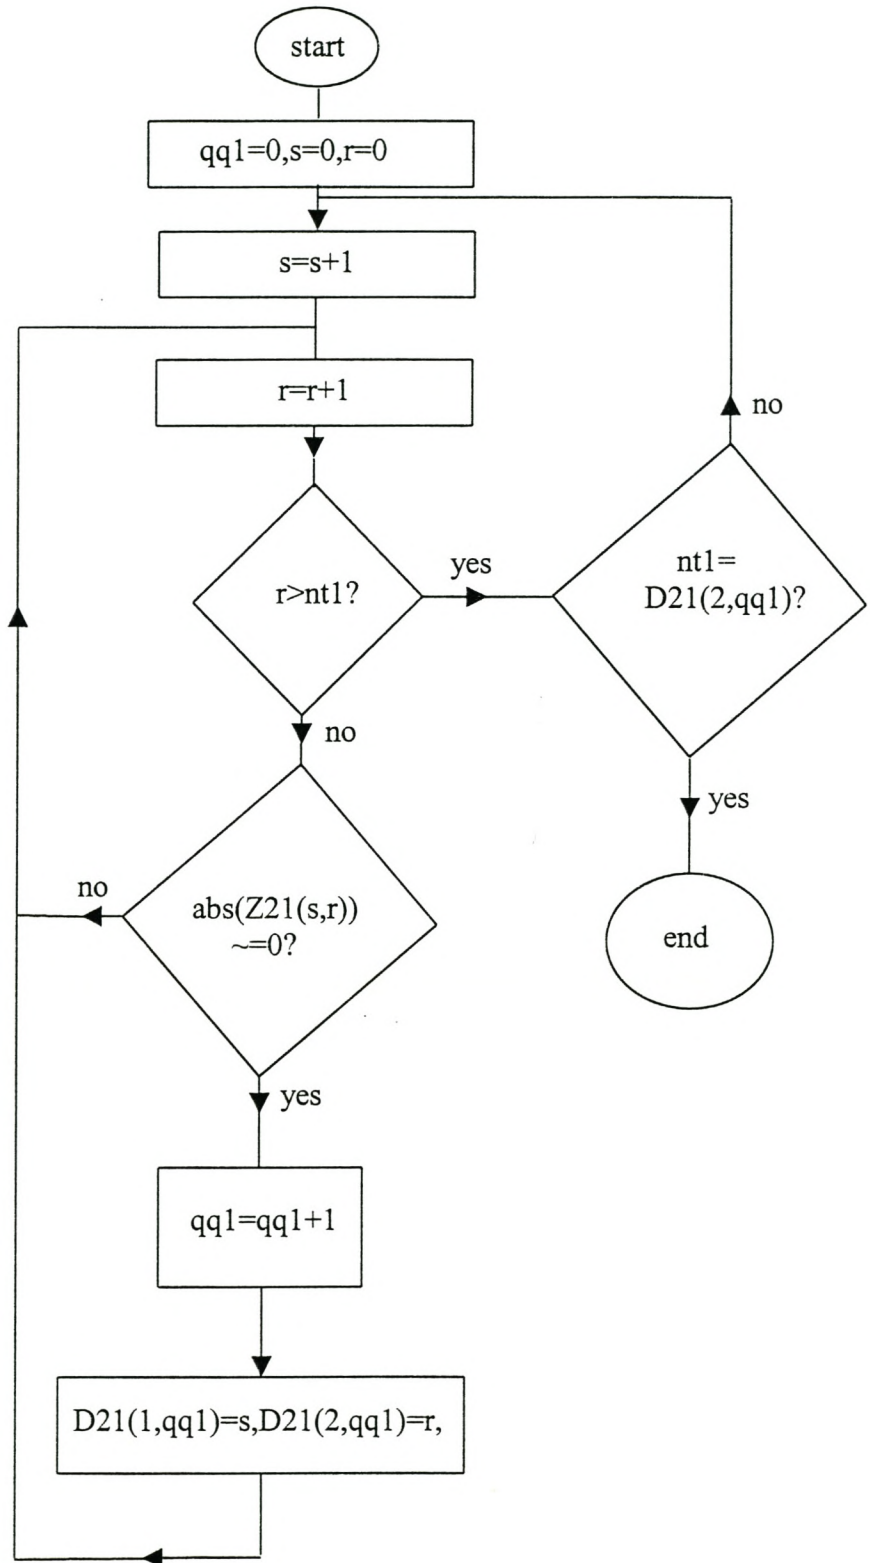 start
qq1=0,s=0,r=0
s=s+1
r=r+1
no
r>nt1?
yes
nt1=
D21(2,qq1)?
no
yes
abs(Z21(s,r))
~=0?
no
end
yes
qq1=qq1+1
D21(1,qq1)=s,D21(2,qq1)=r,